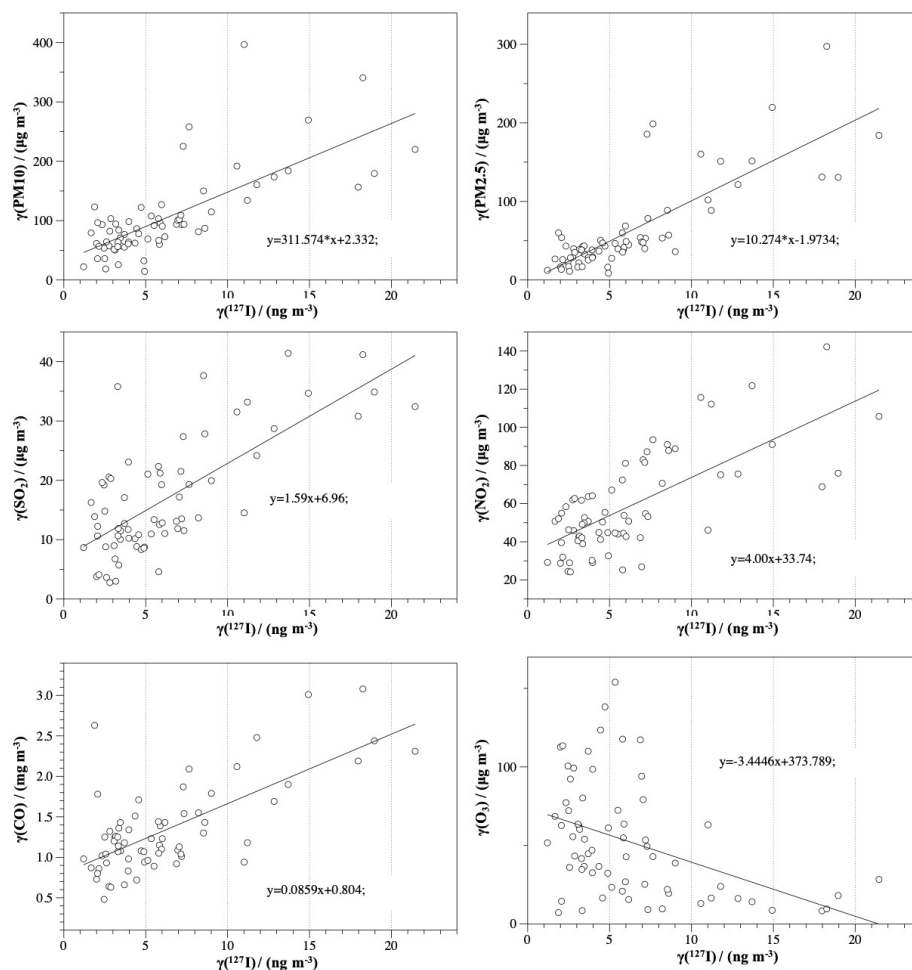 400
300
200
100
0
γ(PM10) / (μg m⁻³)
y=311.574*x+2.332;
0 5 10 15 20
γ(¹²⁷I) / (ng m⁻³)
300
200
100
0
γ(PM2.5) / (μg m⁻³)
y=10.274*x-1.9734;
0 5 10 15 20
γ(¹²⁷I) / (ng m⁻³)
40
30
20
10
0
γ(SO₂) / (μg m⁻³)
y=1.59x+6.96;
0 5 10 15 20
γ(¹²⁷I) / (ng m⁻³)
140
120
100
80
60
40
20
γ(NO₂) / (μg m⁻³)
y=4.00x+33.74;
0 5 10 15 20
γ(¹²⁷I) / (ng m⁻³)
3.0
2.5
2.0
1.5
1.0
0.5
γ(CO) / (mg m⁻³)
y=0.0859x+0.804;
0 5 10 15 20
γ(¹²⁷I) / (ng m⁻³)
100
0
γ(O₃) / (μg m⁻³)
y=-3.4446x+373.789;
0 5 10 15 20
γ(¹²⁷I) / (ng m⁻³)